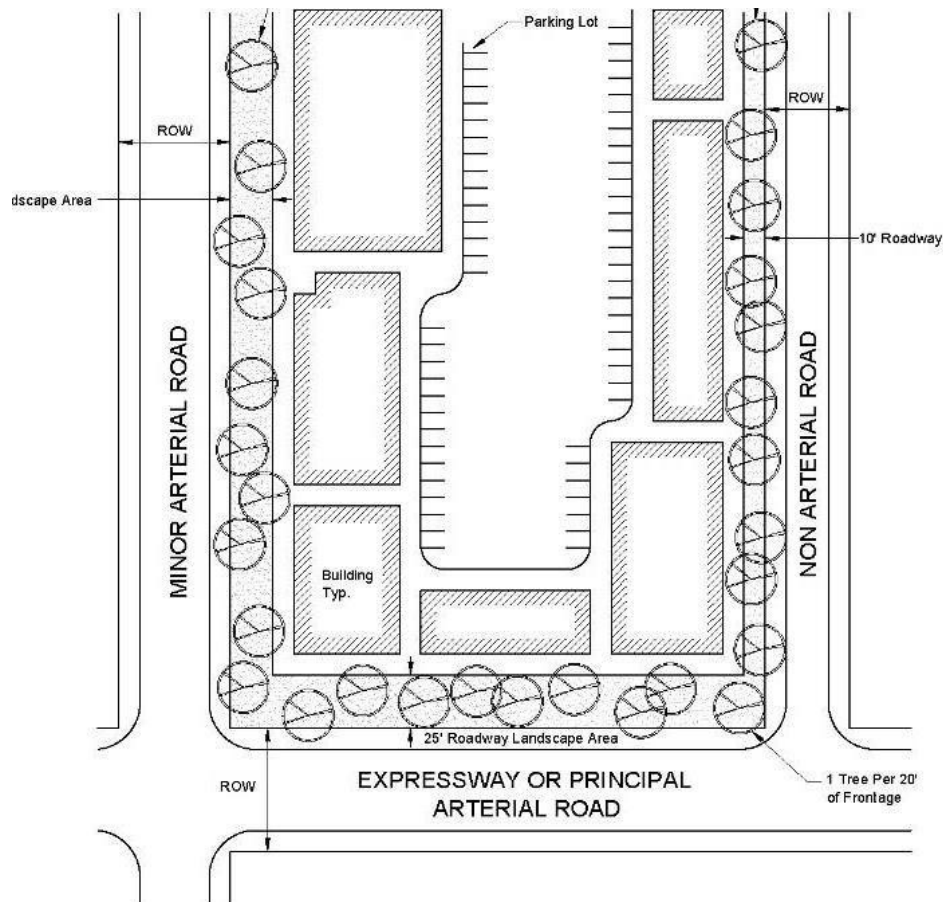 Parking Lot
ROW
ROW
dscape Area
10' Roadway
MINOR ARTERIAL ROAD
NON ARTERIAL ROAD
Building
Typ.
25' Roadway Landscape Area
ROW
EXPRESSWAY OR PRINCIPAL
ARTERIAL ROAD
1 Tree Per 20'
of Frontage